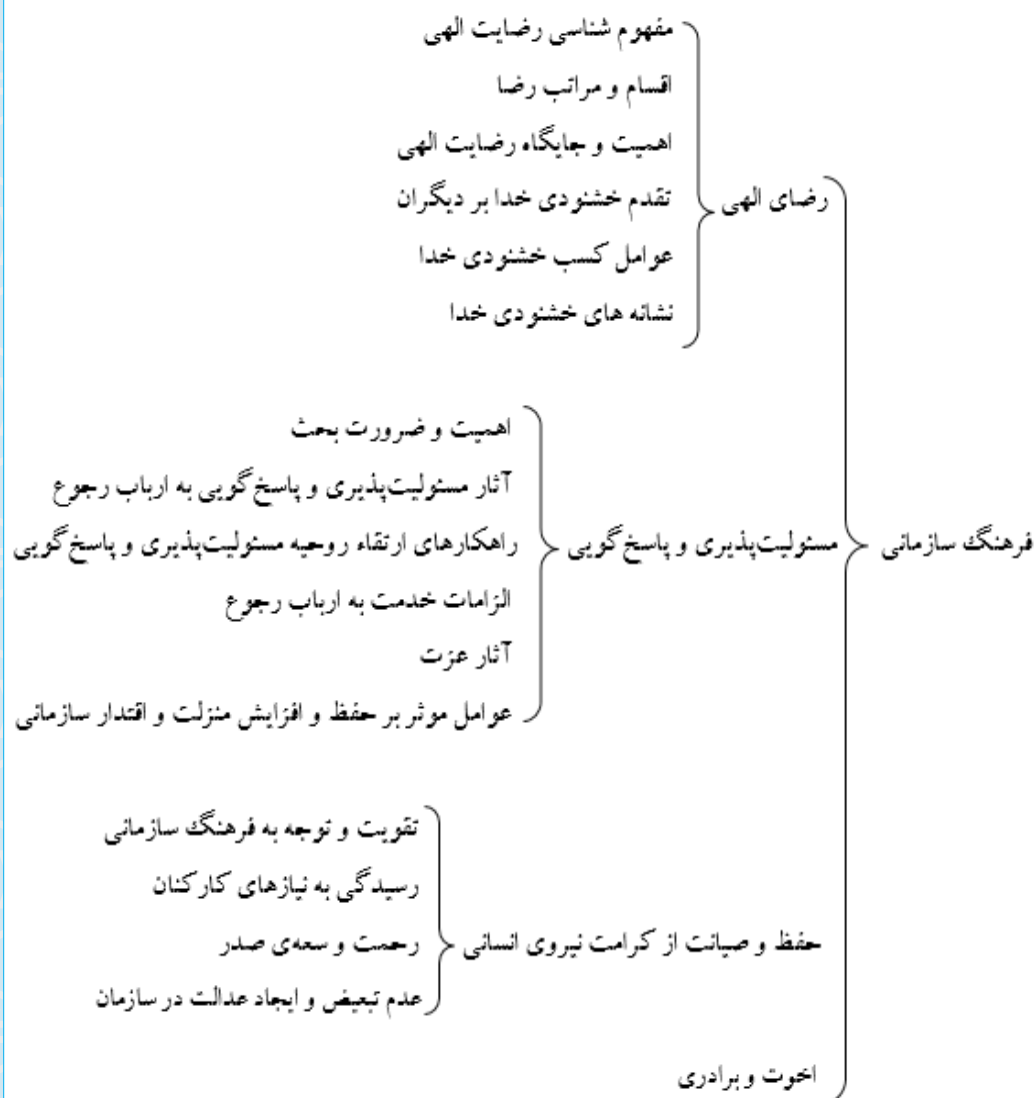 مفهوم شناسی رضایت الهی
اقسام و مراتب رضا
اهمیت و جایگاه رضایت الهی
رضای الهی
تقدم خشنودی خدا بر دیگران
عوامل کسب خشنودی خدا
نشانه های خشنودی خدا
اهمیت و ضرورت بحث
آثار مسئولیت‌پذیری و پاسخ‌گویی به ارباب رجوع
فرهنگ سازمانی
مسئولیت‌پذیری و پاسخ‌گویی
راهکارهای ارتقاء روحیه مسئولیت‌پذیری و پاسخ‌گویی
الزامات خدمت به ارباب رجوع
آثار عزت
عوامل موثر بر حفظ و افزایش منزلت و اقتدار سازمانی
تقویت و توجه به فرهنگ سازمانی
رسیدگی به نیازهای کارکنان
حفظ و صیانت از کرامت نیروی انسانی
رحمت و سعه‌ی صدر
عدم تبعیض و ایجاد عدالت در سازمان
اخوت و برادری